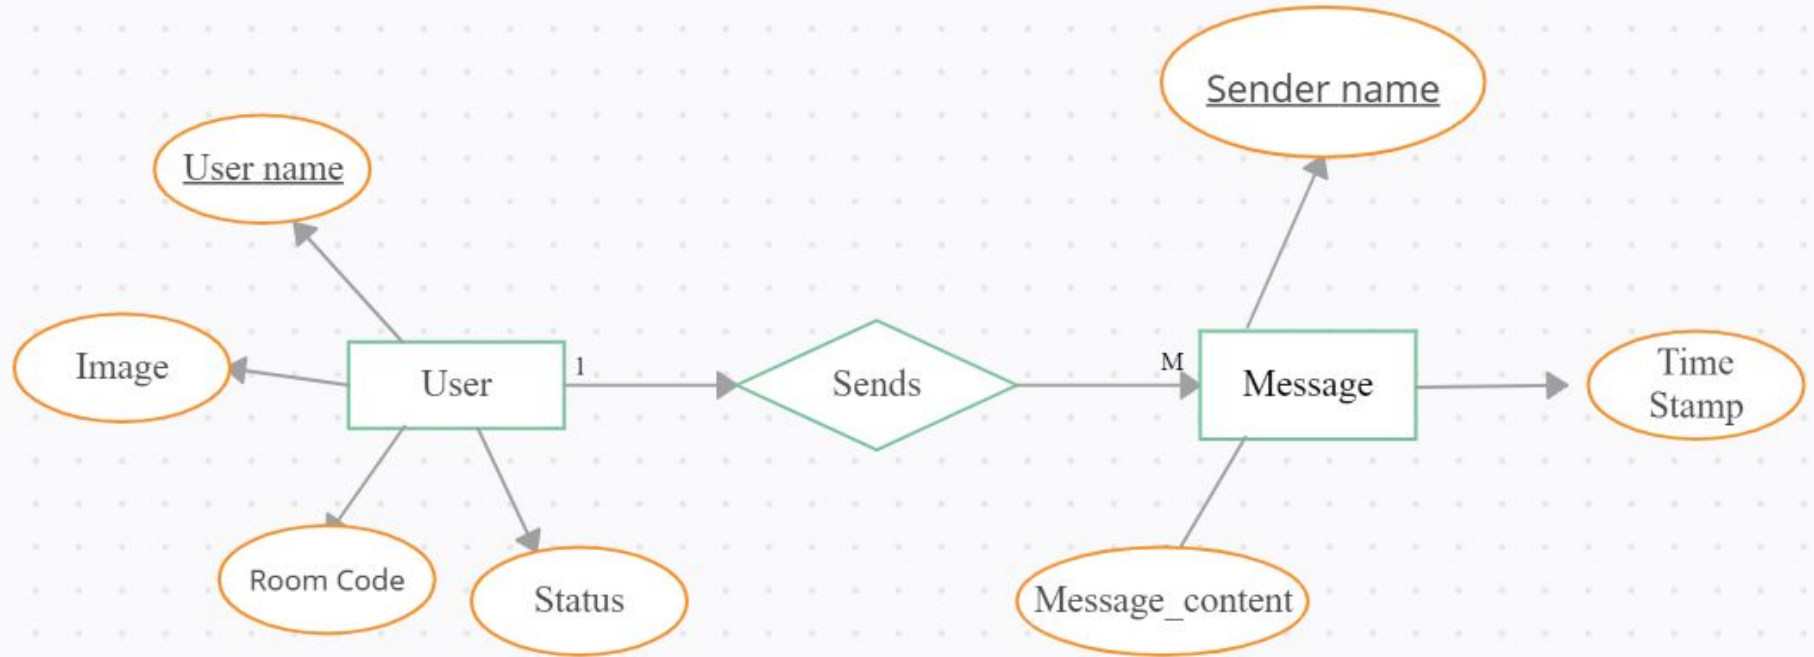 Sender name
User name
Image
User
1
Sends
M
Message
Time
Stamp
Room Code
Status
Message_content